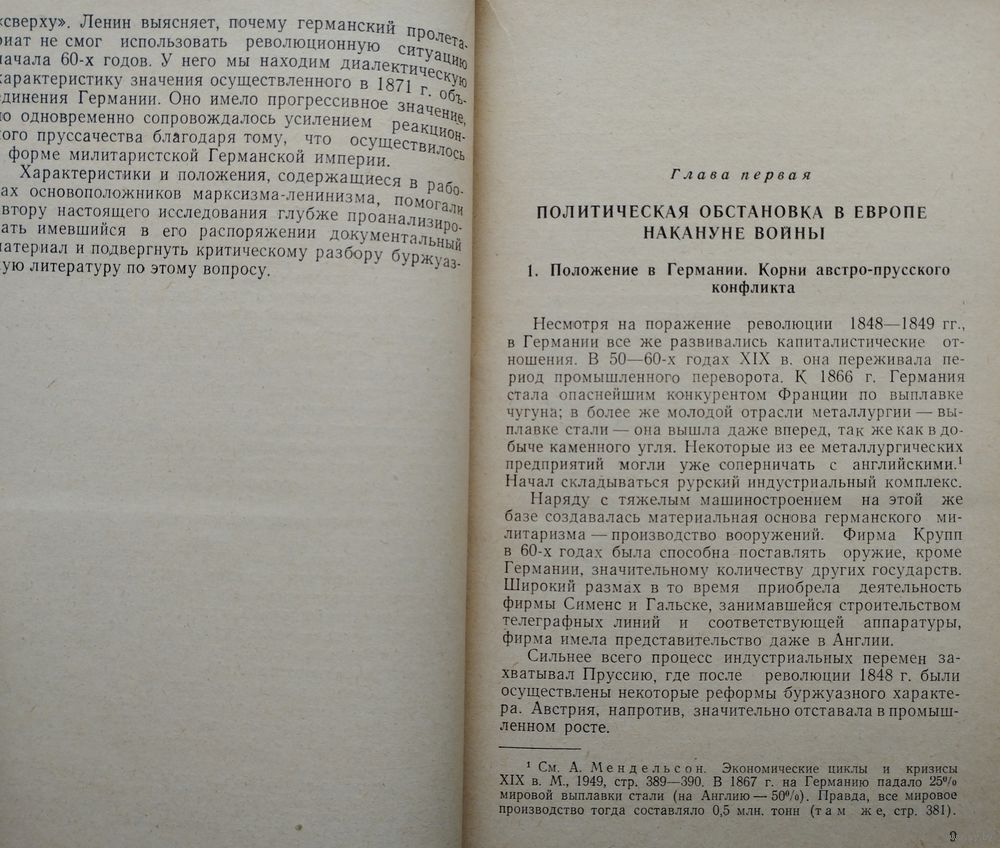 «сверху». Ленин выясняет, почему германский пролета-
риат не смог использовать революционную ситуацию
начала 60-х годов. У него мы находим диалектическую
характеристику значения осуществленного в 1871 г. объ-
единения Германии. Оно имело прогрессивное значение,
но одновременно сопровождалось усилением реакцион-
ного пруссачества благодаря тому, что осуществилось
форме милитаристской Германской империи.
Характеристики и положения, содержащиеся в рабо-
тах основоположников марксизма-ленинизма, помогали
автору настоящего исследования глубже проанализиро-
вать имевшийся в его распоряжении документальный
материал и подвергнуть критическому разбору буржуаз-
ную литературу по этому вопросу.
Глава первая
ПОЛИТИЧЕСКАЯ ОБСТАНОВКА В ЕВРОПЕ
НАКАНУНЕ ВОЙНЫ
1. Положение в Германии. Корни австро-прусского
конфликта
Несмотря на поражение революции 1848—1849 гг.,
в Германии все же развивались капиталистические от-
ношения. В 50—60-х годах XIX в. она переживала пе-
риод промышленного переворота. К 1866 г. Германия
стала опаснейшим конкурентом Франции по выплавке
чугуна; в более же молодой отрасли металлургии — вы-
плавке стали — она вышла даже вперед, так же как в до-
быче каменного угля. Некоторые из ее металлургических
предприятий могли уже соперничать с английскими.¹
Начал складываться рурский индустриальный комплекс.
Наряду с тяжелым машиностроением на этой же
базе создавалась материальная основа германского ми-
литаризма — производство вооружений. Фирма Крупп
в 60-х годах была способна поставлять оружие, кроме
Германии, значительному количеству других государств.
Широкий размах в то время приобрела деятельность
фирмы Сименс и Гальске, занимавшейся строительством
телеграфных линий и соответствующей аппаратуры,
фирма имела представительство даже в Англии.
Сильнее всего процесс индустриальных перемен за-
хватывал Пруссию, где после революции 1848 г. были
осуществлены некоторые реформы буржуазного характе-
ра. Австрия, напротив, значительно отставала в промыш-
ленном росте.
¹ См. А. Мендельсон. Экономические циклы и кризисы
XIX в. М., 1949, стр. 389—390. В 1867 г. на Германию падало 25%
мировой выплавки стали (на Англию — 50%). Правда, все мировое
производство тогда составляло 0,5 млн. тонн (там же, стр. 381).
9